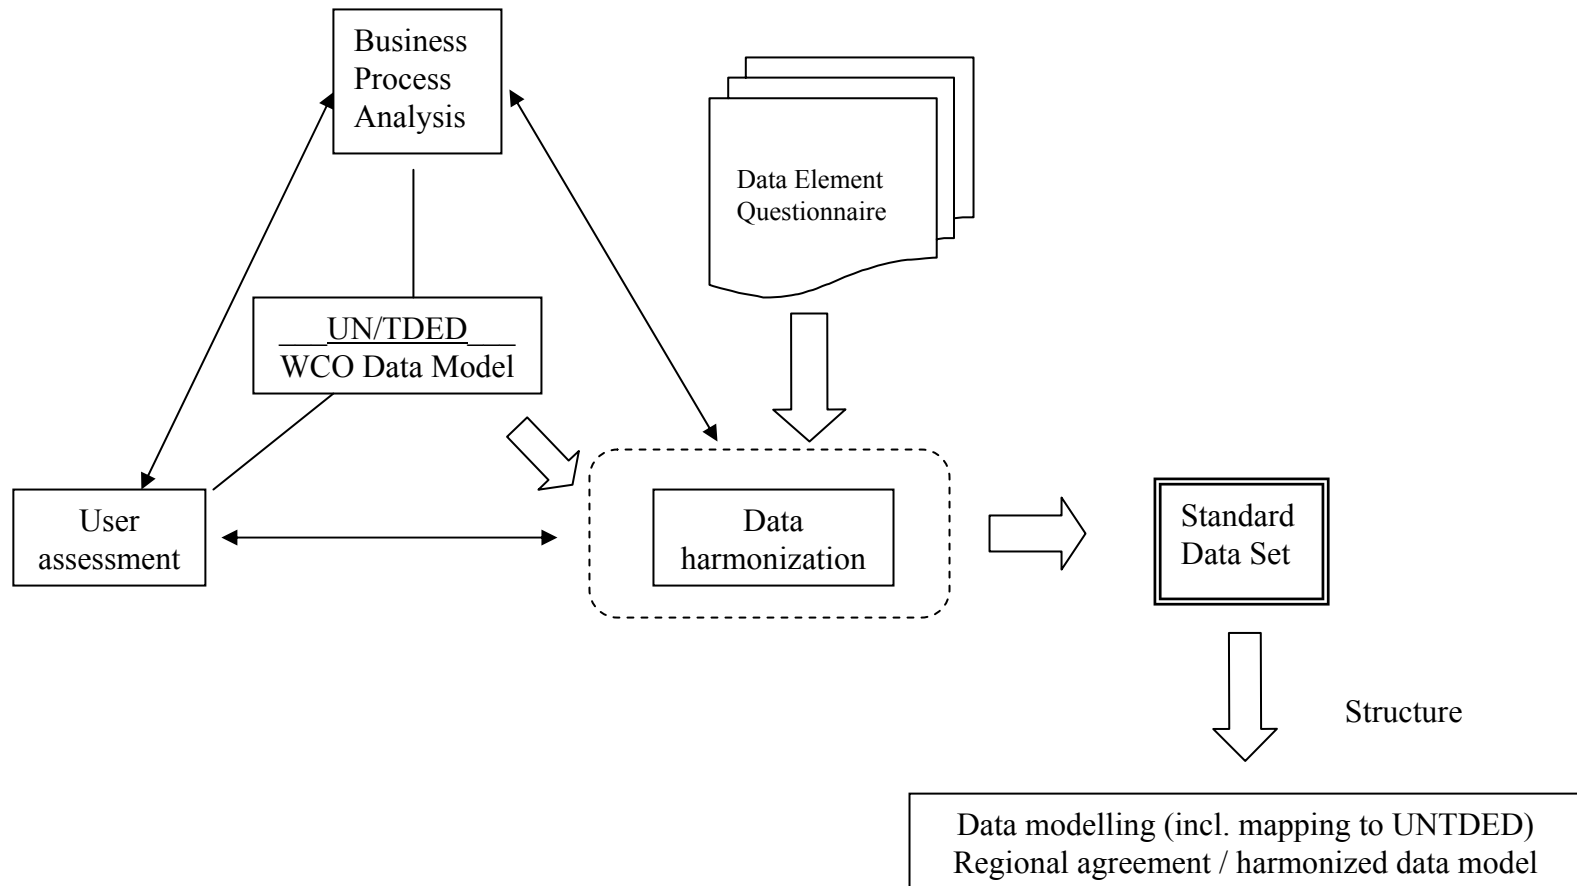 Business
Process
Analysis
Data Element
Questionnaire
UN/TDED
WCO Data Model
User
assessment
Data
harmonization
Standard
Data Set
Structure
Data modelling (incl. mapping to UNTDED)
Regional agreement / harmonized data model